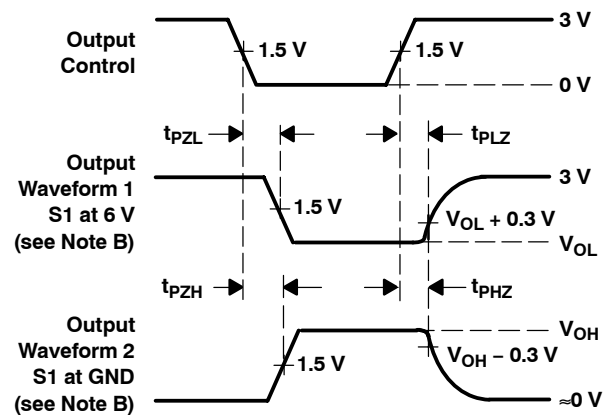 Output
Control
1.5 V
1.5 V
3 V
0 V
tPZL
tPLZ
Output
Waveform 1
S1 at 6 V
(see Note B)
1.5 V
3 V
VOL + 0.3 V
VOL
tPZH
tPHZ
Output
Waveform 2
S1 at GND
(see Note B)
1.5 V
VOH
VOH − 0.3 V
≈0 V